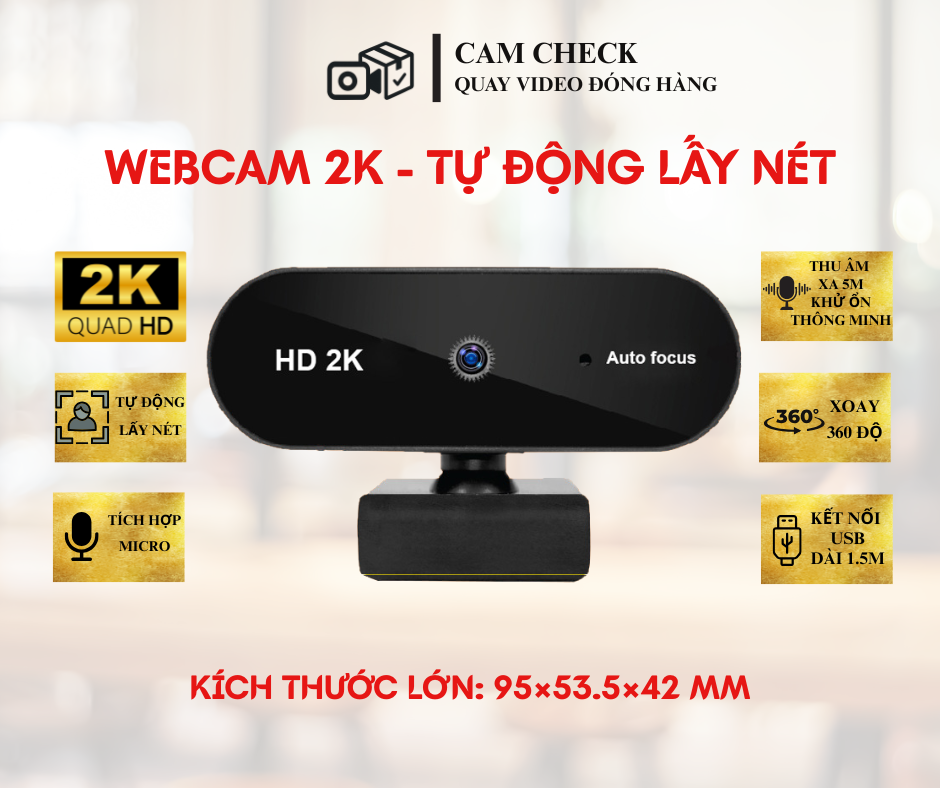 CAM CHECK
QUAY VIDEO ĐÓNG HÀNG
WEBCAM 2K - TỰ ĐỘNG LẤY NÉT
2K
QUAD HD
TỰ ĐỘNG
LẤY NÉT
TÍCH HỢP
MICRO
HD 2K
Auto focus
THU ÂM
XA 5M
KHỬ ỒN
THÔNG MINH
360°
XOAY
360 ĐỘ
KẾT NỐI
USB
DÀI 1.5M
KÍCH THƯỚC LỚN: 95×53.5×42 MM